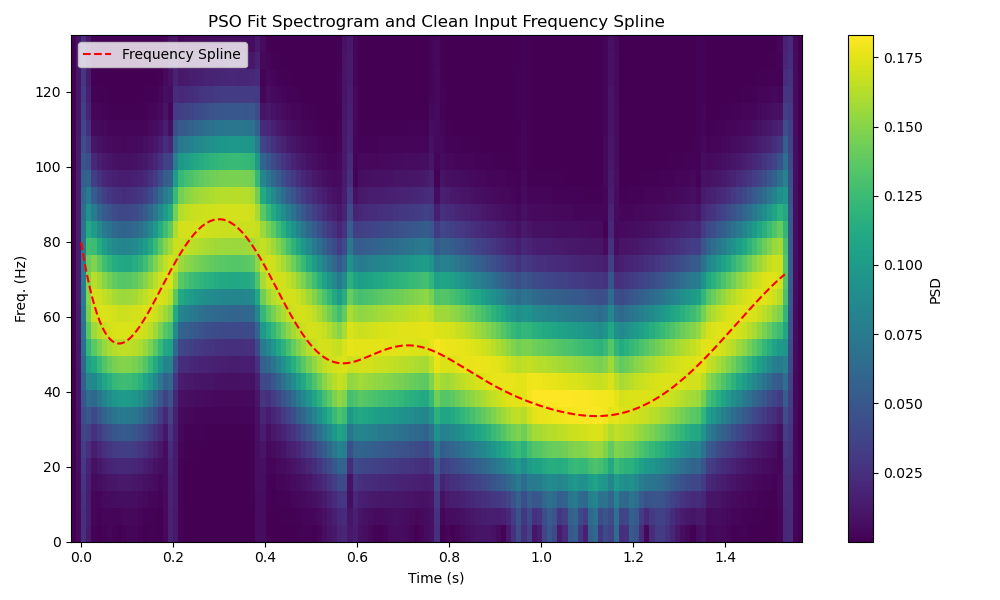 PSO Fit Spectrogram and Clean Input Frequency Spline
Frequency Spline
120
100
80
60
40
20
0
Freq. (Hz)
0.0 0.2 0.4 0.6 0.8 1.0 1.2 1.4
Time (s)
0.175
0.150
0.125
0.100
0.075
0.050
0.025
PSD